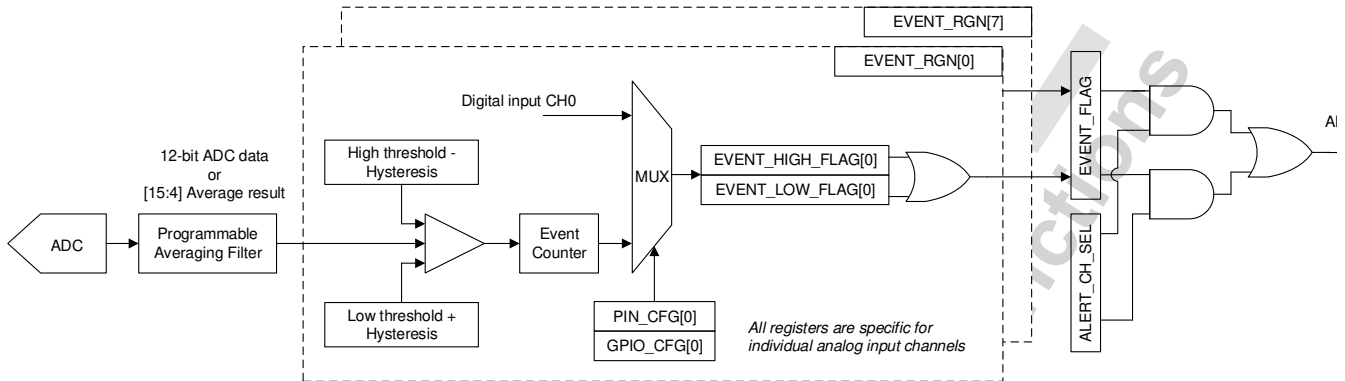 EVENT_RGN[7]
EVENT_RGN[0]
Digital input CH0
12-bit ADC data
or
[15:4] Average result
High threshold -
Hysteresis
MUX
EVENT_HIGH_FLAG[0]
EVENT_LOW_FLAG[0]
EVENT_FLAG
ADC
Programmable
Averaging Filter
Event
Counter
Low threshold +
Hysteresis
PIN_CFG[0]
GPIO_CFG[0]
All registers are specific for
individual analog input channels
ALERT_CH_SEL
ictions